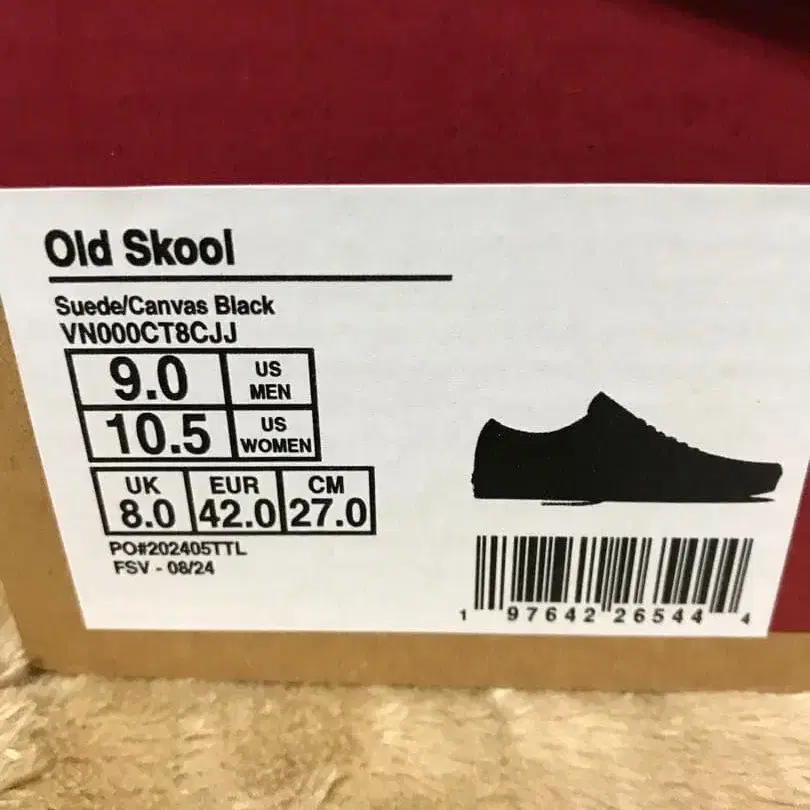 Old Skool
Suede/Canvas Black
VN000CT8CJJ
9.0 US MEN
10.5 US WOMEN
UK EUR CM
8.0 42.0 27.0
PO#202405TTL
FSV - 08/24
1 97642 26544 4